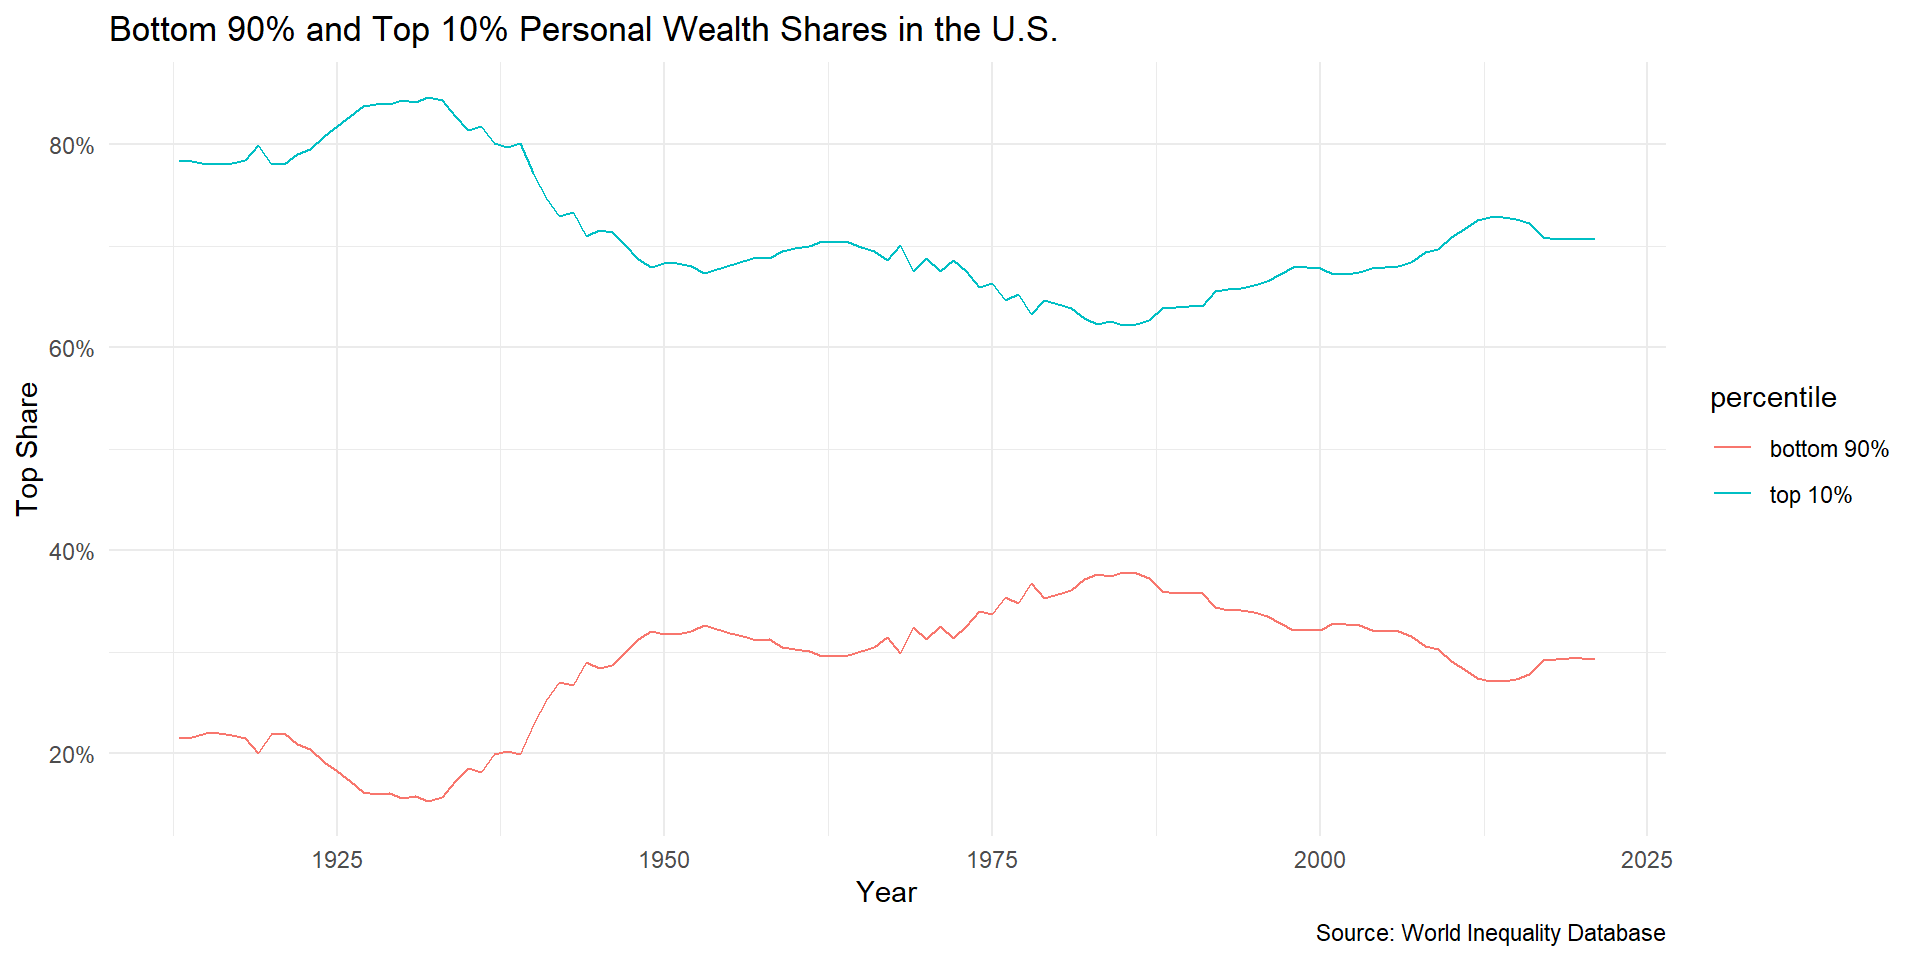 Bottom 90% and Top 10% Personal Wealth Shares in the U.S.
Top Share
80%
60%
40%
20%
1925
1950
1975
2000
2025
Year
percentile
bottom 90%
top 10%
Source: World Inequality Database